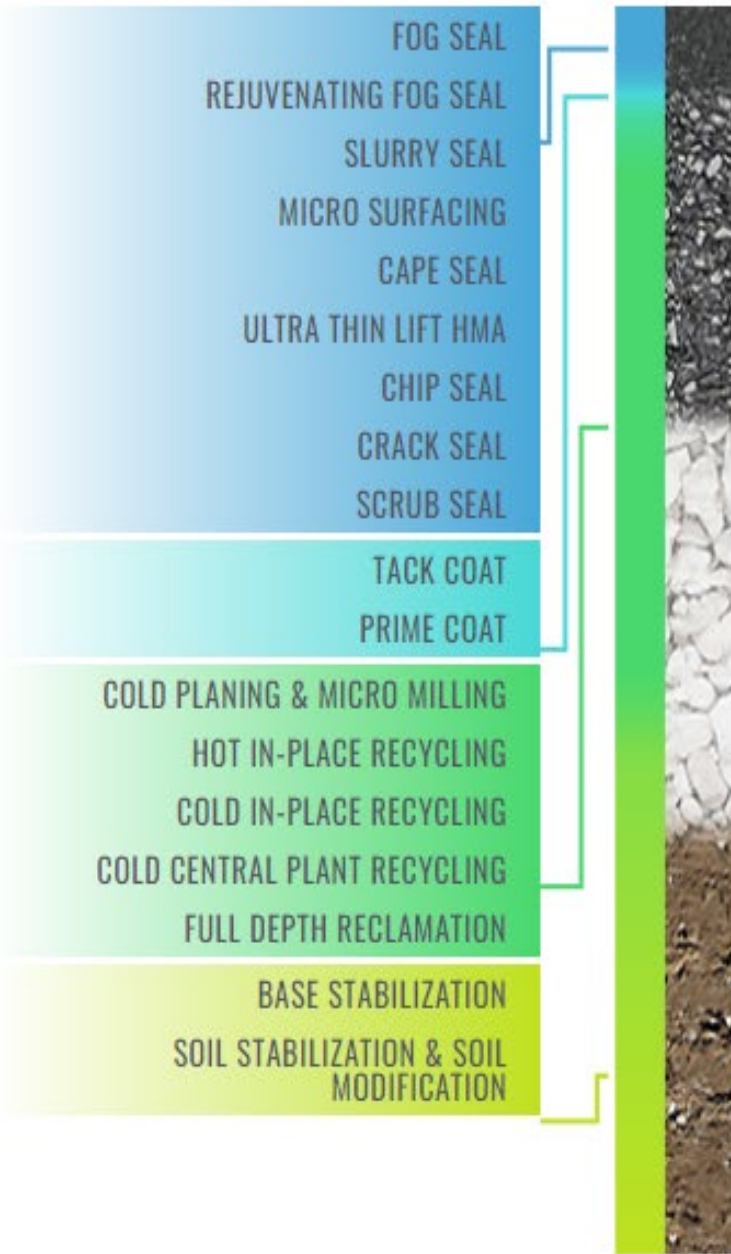 FOG SEAL
REJUVENATING FOG SEAL
SLURRY SEAL
MICRO SURFACING
CAPE SEAL
ULTRA THIN LIFT HMA
CHIP SEAL
CRACK SEAL
SCRUB SEAL
TACK COAT
PRIME COAT
COLD PLANING & MICRO MILLING
HOT IN-PLACE RECYCLING
COLD IN-PLACE RECYCLING
COLD CENTRAL PLANT RECYCLING
FULL DEPTH RECLAMATION
BASE STABILIZATION
SOIL STABILIZATION & SOIL
MODIFICATION